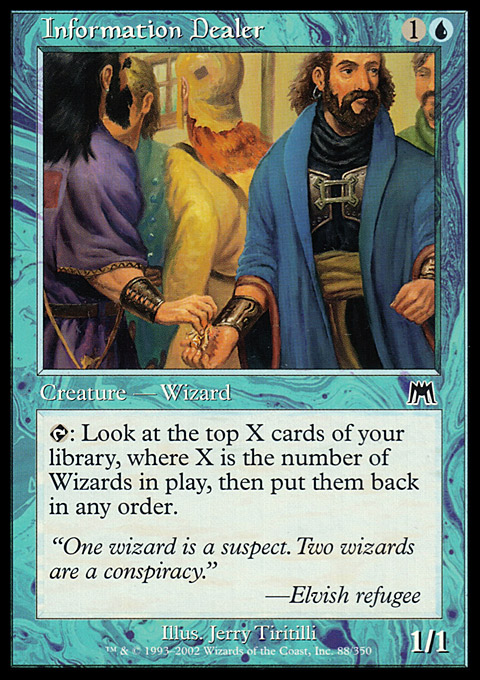 Information Dealer 1
Creature — Wizard
: Look at the top X cards of your
library, where X is the number of
Wizards in play, then put them back
in any order.
“One wizard is a suspect. Two wizards
are a conspiracy.”
—Elvish refugee
Illus. Jerry Tiritilli
™ & © 1993–2002 Wizards of the Coast, Inc. 88/350
1/1